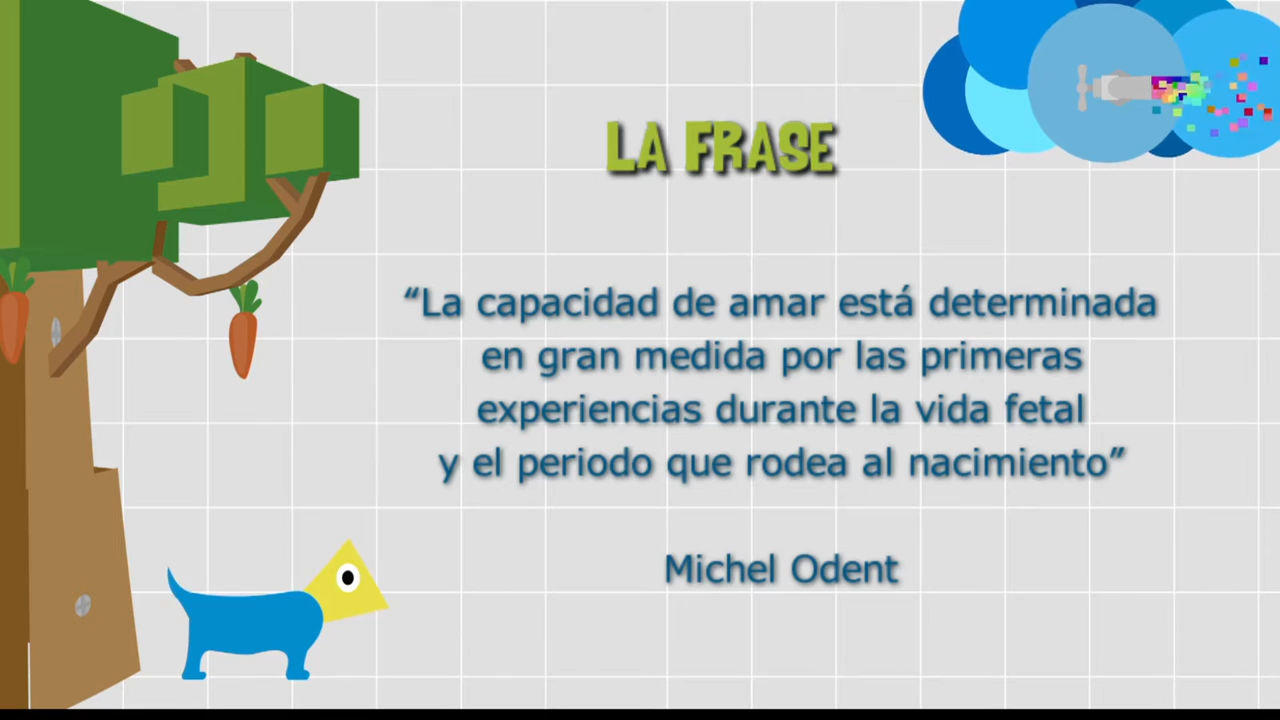 LA FRASE
“La capacidad de amar está determinada
en gran medida por las primeras
experiencias durante la vida fetal
y el periodo que rodea al nacimiento”
Michel Odent